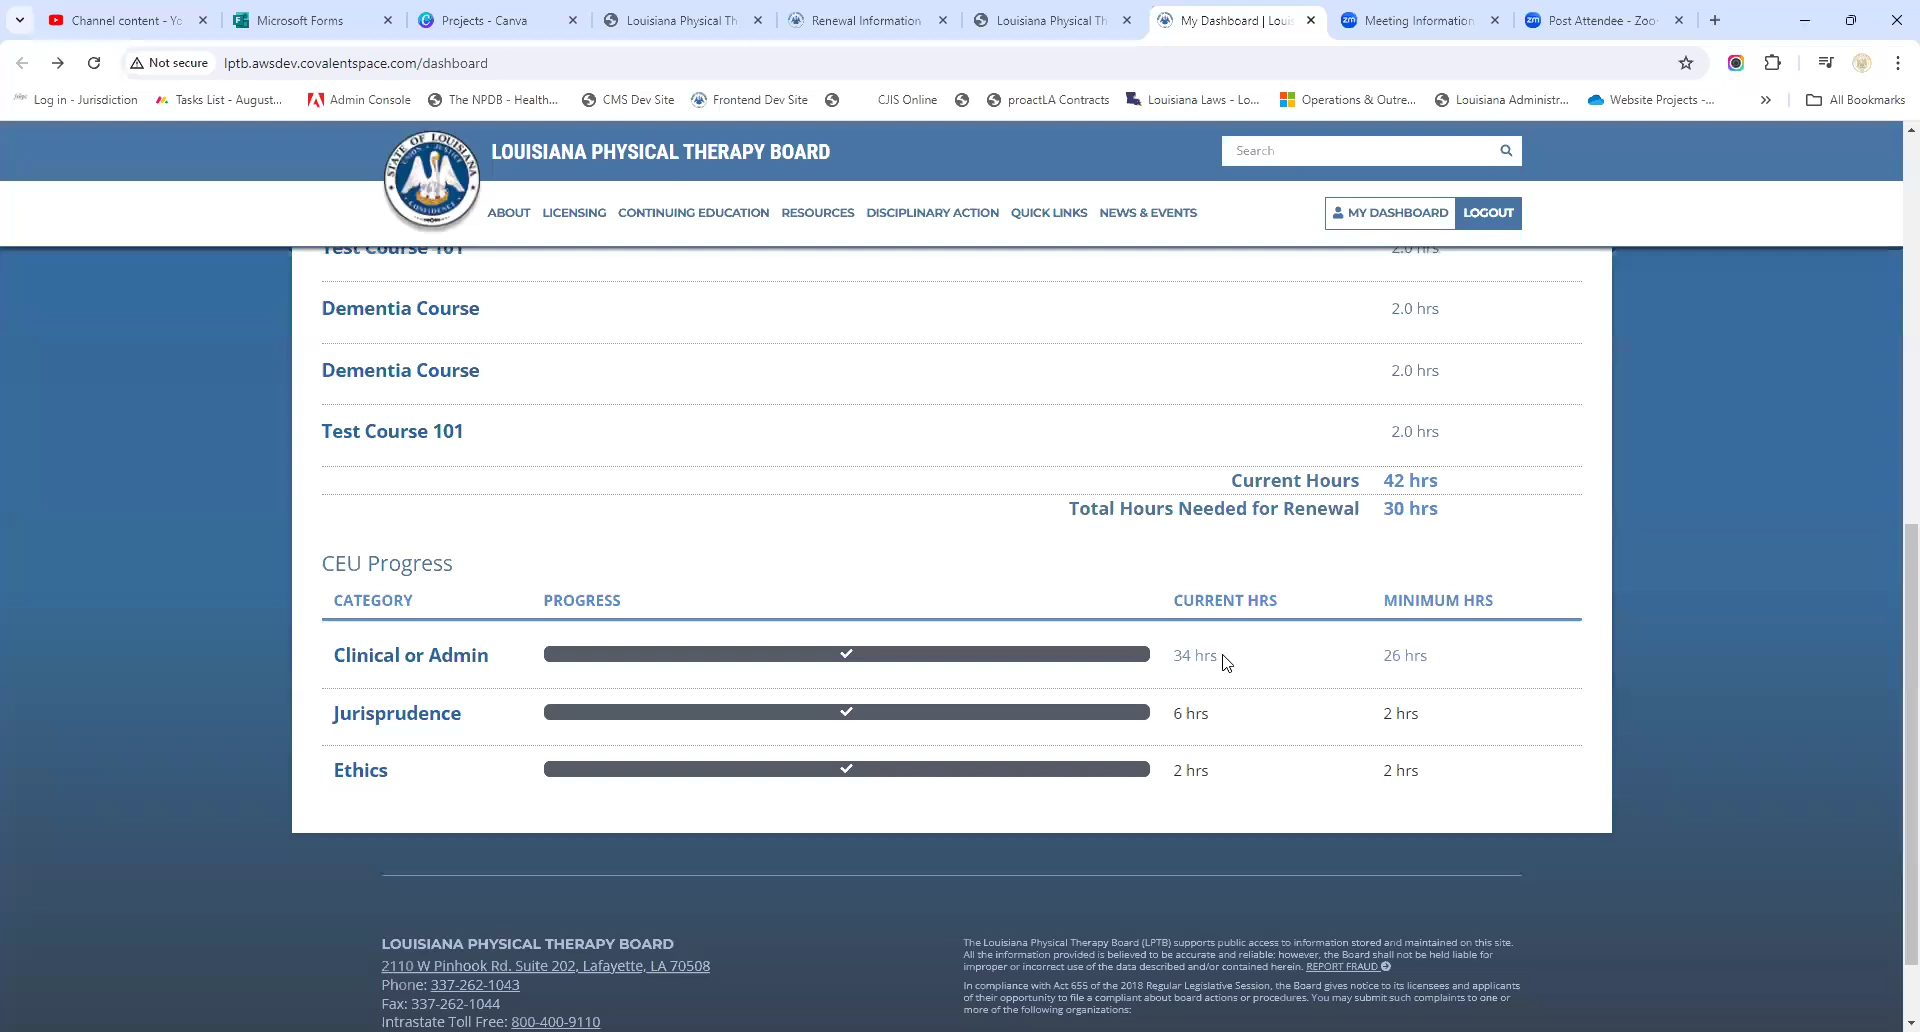 Channel content - Yo
Microsoft Forms
Projects - Canva
Louisiana Physical Th
Renewal Information
Louisiana Physical Th
My Dashboard | Louis
Meeting Information
Post Attendee - Zoo
Not secure
lptb.awsdev.covalentspace.com/dashboard
Log in - Jurisdiction
Tasks List - August...
Admin Console
The NPDB - Health...
CMS Dev Site
Frontend Dev Site
CJIS Online
proactLA Contracts
Louisiana Laws - Lo...
Operations & Outre...
Louisiana Administr...
Website Projects -...
All Bookmarks
STATE OF LOUISIANA
UNION JUSTICE
CONFIDENCE
LOUISIANA PHYSICAL THERAPY BOARD
Search
ABOUT LICENSING CONTINUING EDUCATION RESOURCES DISCIPLINARY ACTION QUICK LINKS NEWS & EVENTS
MY DASHBOARD LOGOUT
Test Course 101 2.0 hrs
Dementia Course 2.0 hrs
Dementia Course 2.0 hrs
Test Course 101 2.0 hrs
Current Hours 42 hrs
Total Hours Needed for Renewal 30 hrs
CEU Progress
CATEGORY PROGRESS CURRENT HRS MINIMUM HRS
Clinical or Admin 34 hrs 26 hrs
Jurisprudence 6 hrs 2 hrs
Ethics 2 hrs 2 hrs
LOUISIANA PHYSICAL THERAPY BOARD
2110 W Pinhook Rd. Suite 202, Lafayette, LA 70508
Phone: 337-262-1043
Fax: 337-262-1044
Intrastate Toll Free: 800-400-9110
The Louisiana Physical Therapy Board (LPTB) supports public access to information stored and maintained on this site.
All the information provided is believed to be accurate and reliable; however, the Board shall not be held liable for
improper or incorrect use of the data described and/or contained herein. REPORT FRAUD
In compliance with Act 655 of the 2018 Regular Legislative Session, the Board gives notice to its licensees and applicants
of their opportunity to file a compliant about board actions or procedures. You may submit such complaints to one or
more of the following organizations: